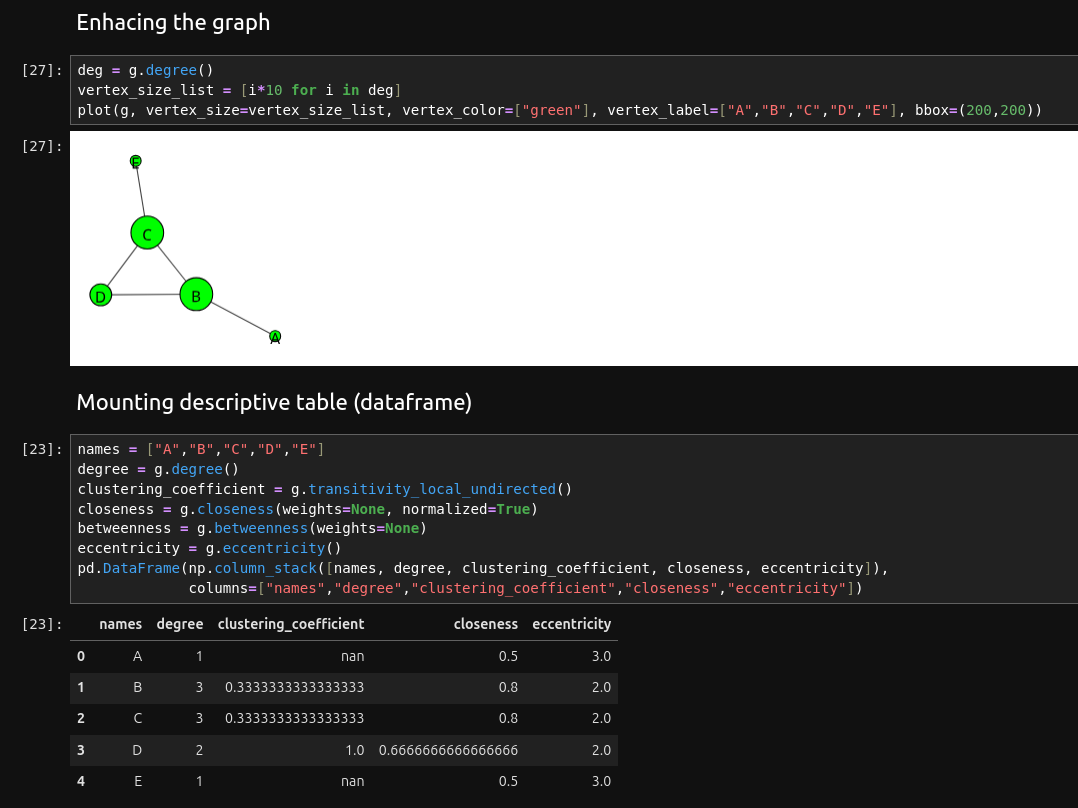 Enhacing the graph
[27]: deg = g.degree()
vertex_size_list = [i*10 for i in deg]
plot(g, vertex_size=vertex_size_list, vertex_color=["green"], vertex_label=["A","B","C","D","E"], bbox=(200,200))
[27]:
E
C
D
B
A
Mounting descriptive table (dataframe)
[23]: names = ["A","B","C","D","E"]
degree = g.degree()
clustering_coefficient = g.transitivity_local_undirected()
closeness = g.closeness(weights=None, normalized=True)
betweenness = g.betweenness(weights=None)
eccentricity = g.eccentricity()
pd.DataFrame(np.column_stack([names, degree, clustering_coefficient, closeness, eccentricity]),
columns=["names","degree","clustering_coefficient","closeness","eccentricity"])
[23]: names degree clustering_coefficient closeness eccentricity
0 A 1 nan 0.5 3.0
1 B 3 0.3333333333333333 0.8 2.0
2 C 3 0.3333333333333333 0.8 2.0
3 D 2 1.0 0.6666666666666666 2.0
4 E 1 nan 0.5 3.0